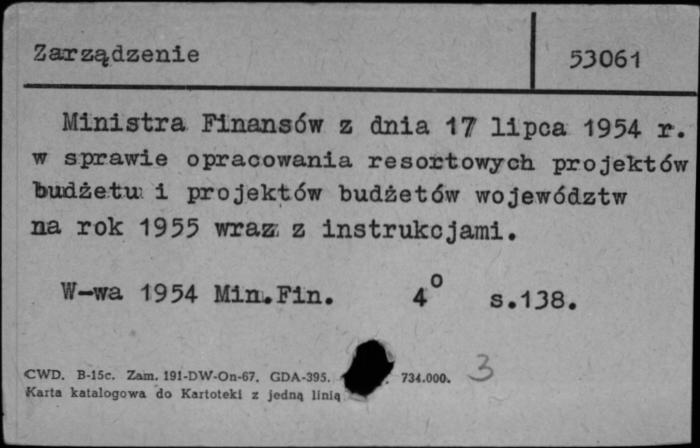 Zarządzenie 53061
Ministra Finansów z dnia 17 lipca 1954 r.
w sprawie opracowania resortowych projektów
budżetu i projektów budżetów województw
na rok 1955 wraz z instrukcjami.
W-wa 1954 Min.Fin. 4° s.138.
CWD. B-15c. Zam. 191-DW-On-67. GDA-395. 734.000. 3
Karta katalogowa do Kartoteki z jedną linią